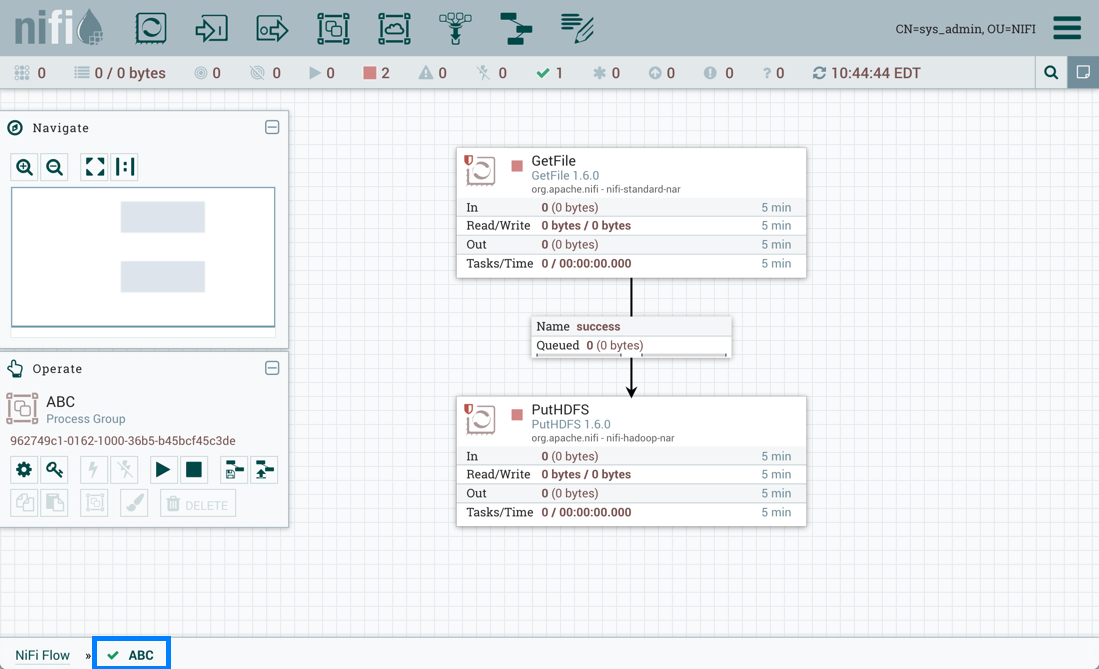 nifi
CN=sys_admin, OU=NIFI
0 0 / 0 bytes 0 0 0 2 0 0 1 0 0 0 ? 0 10:44:44 EDT
Navigate
GetFile
GetFile 1.6.0
org.apache.nifi - nifi-standard-nar
In 0 (0 bytes) 5 min
Read/Write 0 bytes / 0 bytes 5 min
Out 0 (0 bytes) 5 min
Tasks/Time 0 / 00:00:00.000 5 min
Name success
Queued 0 (0 bytes)
Operate
ABC
Process Group
962749c1-0162-1000-36b5-b45bcf45c3de
DELETE
PutHDFS
PutHDFS 1.6.0
org.apache.nifi - nifi-hadoop-nar
In 0 (0 bytes) 5 min
Read/Write 0 bytes / 0 bytes 5 min
Out 0 (0 bytes) 5 min
Tasks/Time 0 / 00:00:00.000 5 min
NiFi Flow » ABC